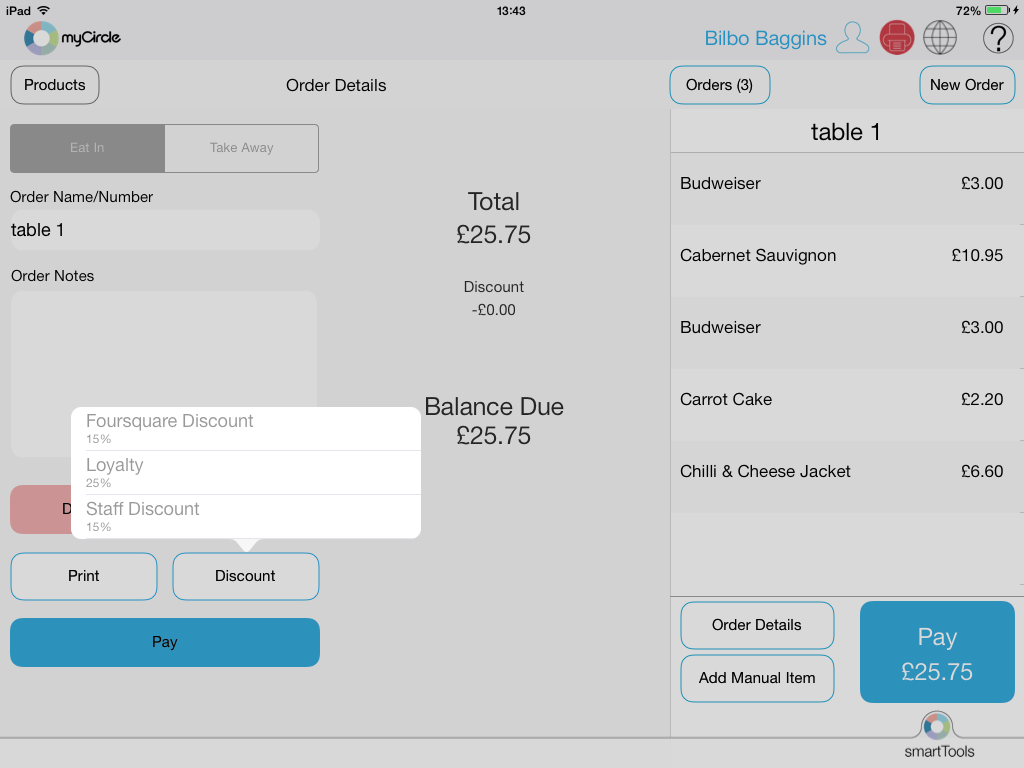 iPad
13:43
72%
myCircle
Bilbo Baggins
?
Products
Order Details
Orders (3)
New Order
Eat In
Take Away
Order Name/Number
table 1
Order Notes
Total
£25.75
Discount
-£0.00
Balance Due
£25.75
Foursquare Discount
15%
Loyalty
25%
Staff Discount
15%
D
Print
Discount
Pay
table 1
Budweiser £3.00
Cabernet Sauvignon £10.95
Budweiser £3.00
Carrot Cake £2.20
Chilli & Cheese Jacket £6.60
Order Details
Add Manual Item
Pay
£25.75
smartTools